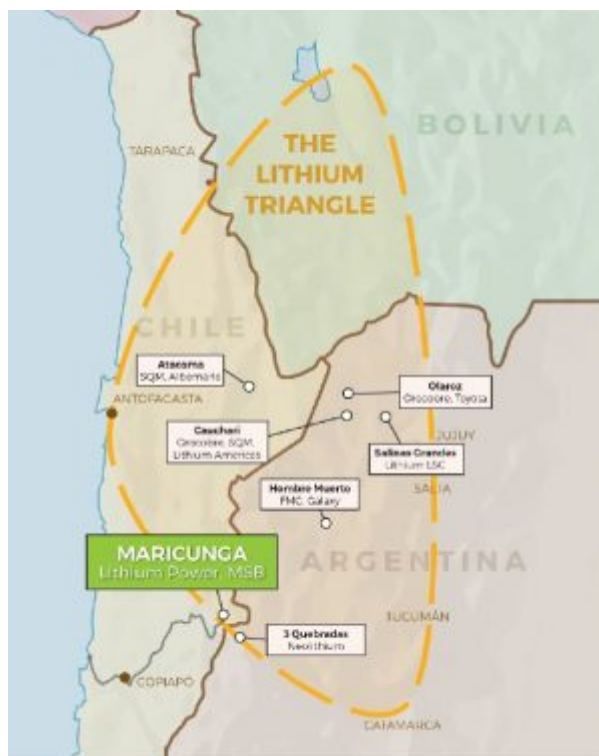 TARAPACA
THE
LITHIUM
TRIANGLE
BOLIVIA
CHILE
Atacama
SQM, Albemarle
ANTOFAGASTA
Olaroz
Orocobre, Toyota
Cauchari
Orocobre, SQM,
Lithium Americas
Salinas Grandes
Lithium LSC
JUJUY
SALTA
Hombre Muerto
FMC, Galaxy
ARGENTINA
MARICUNGA
Lithium Power, MSB
TUCUMÁN
3 Quebradas
Neolithium
COPIAPÓ
CATAMARCA